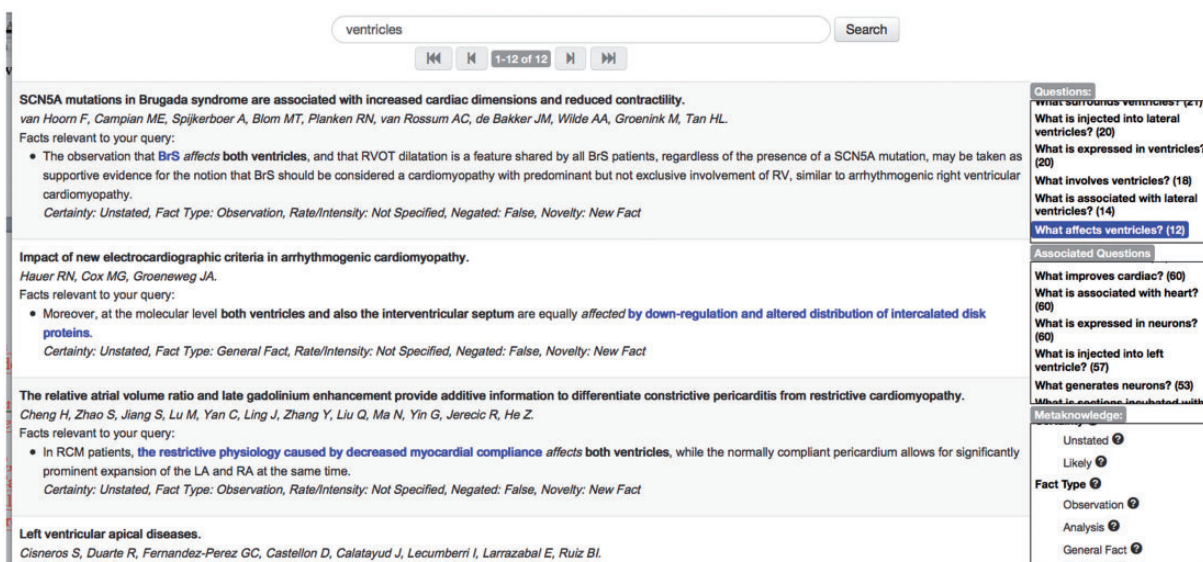 ventricles
Search
1-12 of 12
SCN5A mutations in Brugada syndrome are associated with increased cardiac dimensions and reduced contractility.
van Hoorn F, Campian ME, Spijkerboer A, Blom MT, Planken RN, van Rossum AC, de Bakker JM, Wilde AA, Groenink M, Tan HL.
Facts relevant to your query:
• The observation that BrS affects both ventricles, and that RVOT dilatation is a feature shared by all BrS patients, regardless of the presence of a SCN5A mutation, may be taken as
supportive evidence for the notion that BrS should be considered a cardiomyopathy with predominant but not exclusive involvement of RV, similar to arrhythmogenic right ventricular
cardiomyopathy.
Certainty: Unstated, Fact Type: Observation, Rate/Intensity: Not Specified, Negated: False, Novelty: New Fact
Impact of new electrocardiographic criteria in arrhythmogenic cardiomyopathy.
Hauer RN, Cox MG, Groeneweg JA.
Facts relevant to your query:
• Moreover, at the molecular level both ventricles and also the interventricular septum are equally affected by down-regulation and altered distribution of intercalated disk
proteins.
Certainty: Unstated, Fact Type: General Fact, Rate/Intensity: Not Specified, Negated: False, Novelty: New Fact
The relative atrial volume ratio and late gadolinium enhancement provide additive information to differentiate constrictive pericarditis from restrictive cardiomyopathy.
Cheng H, Zhao S, Jiang S, Lu M, Yan C, Ling J, Zhang Y, Liu Q, Ma N, Yin G, Jerecic R, He Z.
Facts relevant to your query:
• In RCM patients, the restrictive physiology caused by decreased myocardial compliance affects both ventricles, while the normally compliant pericardium allows for significantly
prominent expansion of the LA and RA at the same time.
Certainty: Unstated, Fact Type: Observation, Rate/Intensity: Not Specified, Negated: False, Novelty: New Fact
Left ventricular apical diseases.
Cisneros S, Duarte R, Fernandez-Perez GC, Castellon D, Calatayud J, Lecumberri I, Larrazabal E, Ruiz BI.
Questions:
What surrounds ventricles? (21)
What is injected into lateral
ventricles? (20)
What is expressed in ventricles?
(20)
What involves ventricles? (18)
What is associated with lateral
ventricles? (14)
What affects ventricles? (12)
Associated Questions
What improves cardiac? (60)
What is associated with heart?
(60)
What is expressed in neurons?
(60)
What is injected into left
ventricle? (57)
What generates neurons? (53)
What is sections incubated with
Metaknowledge:
Certainty
Unstated
Likely
Fact Type
Observation
Analysis
General Fact